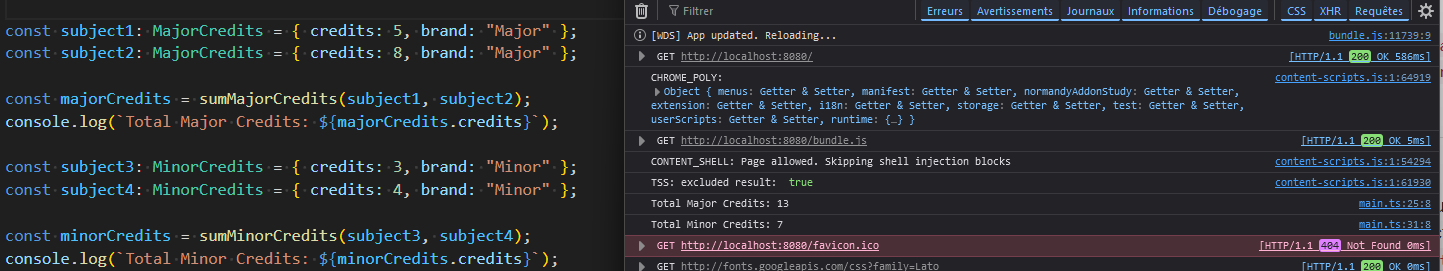 const subject1: MajorCredits = { credits: 5, brand: "Major" };
const subject2: MajorCredits = { credits: 8, brand: "Major" };
const majorCredits = sumMajorCredits(subject1, subject2);
console.log(`Total Major Credits: ${majorCredits.credits}`);
const subject3: MinorCredits = { credits: 3, brand: "Minor" };
const subject4: MinorCredits = { credits: 4, brand: "Minor" };
const minorCredits = sumMinorCredits(subject3, subject4);
console.log(`Total Minor Credits: ${minorCredits.credits}`);
Filtrer Erreurs Avertissements Journaux Informations Débogage CSS XHR Requêtes
[WDS] App updated. Reloading... bundle.js:11739:9
GET http://localhost:8080/ [HTTP/1.1 200 OK 586ms]
CHROME_POLY: content-scripts.js:1:64919
Object { menus: Getter & Setter, manifest: Getter & Setter, normandyAddonStudy: Getter & Setter,
extension: Getter & Setter, i18n: Getter & Setter, storage: Getter & Setter, test: Getter & Setter,
userScripts: Getter & Setter, runtime: {…} }
GET http://localhost:8080/bundle.js [HTTP/1.1 200 OK 5ms]
CONTENT_SHELL: Page allowed. Skipping shell injection blocks content-scripts.js:1:54294
TSS: excluded result: true content-scripts.js:1:61930
Total Major Credits: 13 main.ts:25:8
Total Minor Credits: 7 main.ts:31:8
GET http://localhost:8080/favicon.ico [HTTP/1.1 404 Not Found 0ms]
GET http://fonts.googleapis.com/css?family=Lato [HTTP/1.1 200 OK 0ms]